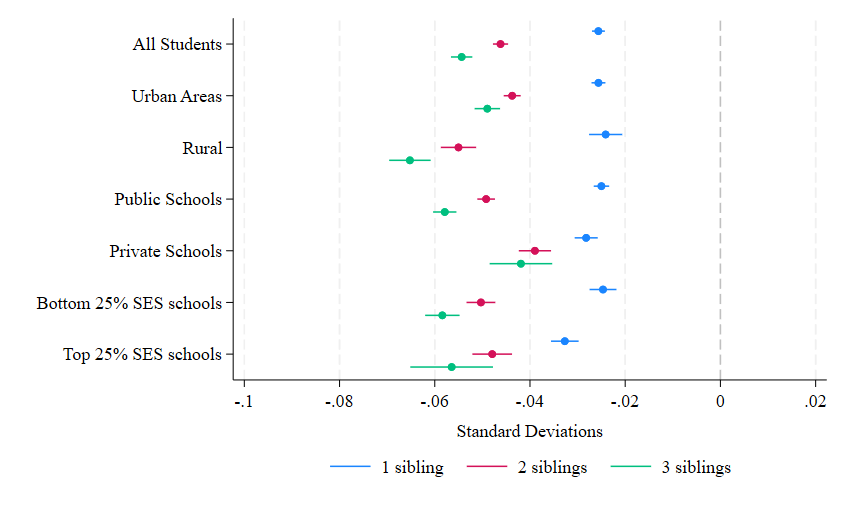 All Students
Urban Areas
Rural
Public Schools
Private Schools
Bottom 25% SES schools
Top 25% SES schools
-.1 -.08 -.06 -.04 -.02 0 .02
Standard Deviations
1 sibling 2 siblings 3 siblings